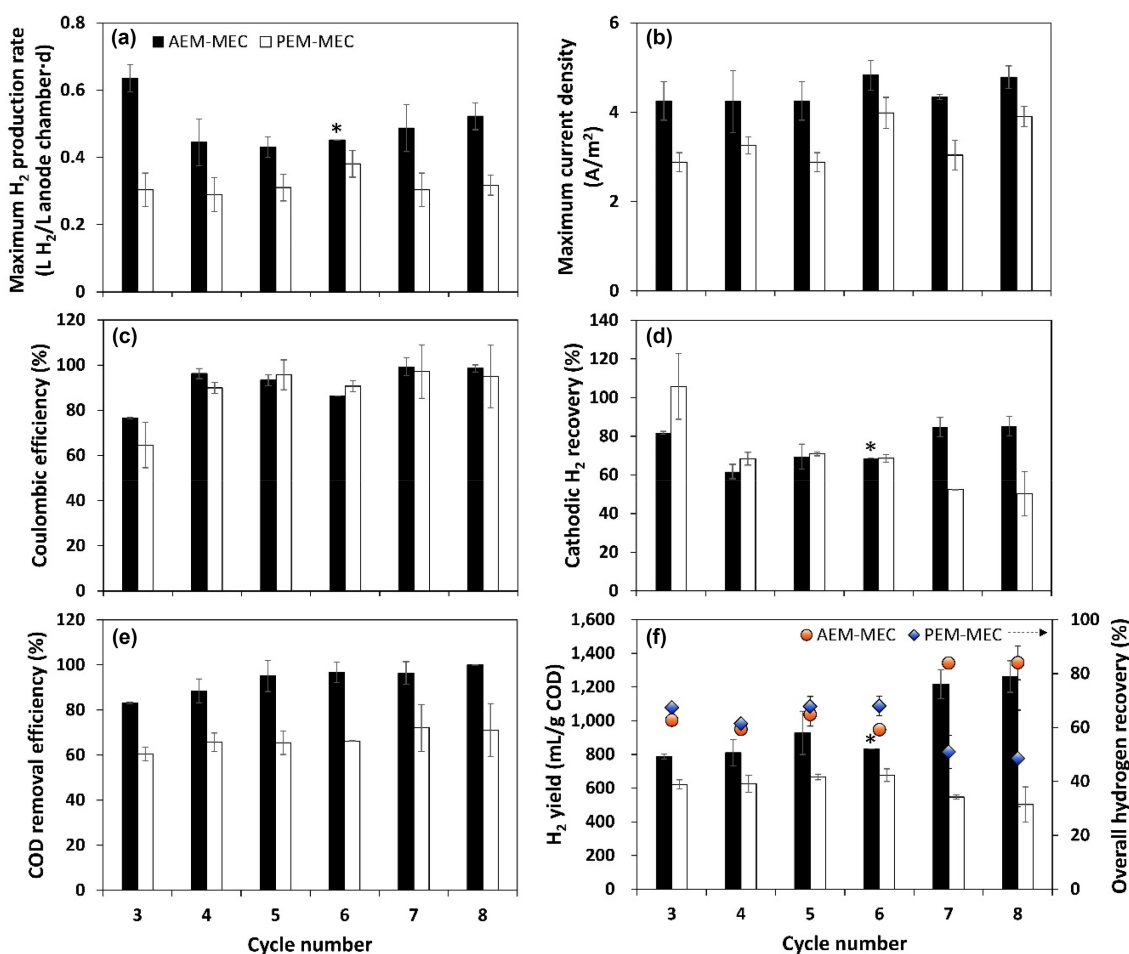 (a)
AEM-MEC PEM-MEC
Maximum H₂ production rate
(L H₂/L anode chamber·d)
0.8
0.6
0.4
0.2
0
*
(b)
Maximum current density
(A/m²)
6
4
2
0
(c)
Coulombic efficiency (%)
120
100
80
60
40
20
0
(d)
Cathodic H₂ recovery (%)
140
120
100
80
60
40
20
0
*
(e)
COD removal efficiency (%)
120
100
80
60
40
20
0
3 4 5 6 7 8
Cycle number
(f)
AEM-MEC PEM-MEC
H₂ yield (mL/g COD)
1,600
1,400
1,200
1,000
800
600
400
200
0
*
100
80
60
40
20
0
Overall hydrogen recovery (%)
3 4 5 6 7 8
Cycle number